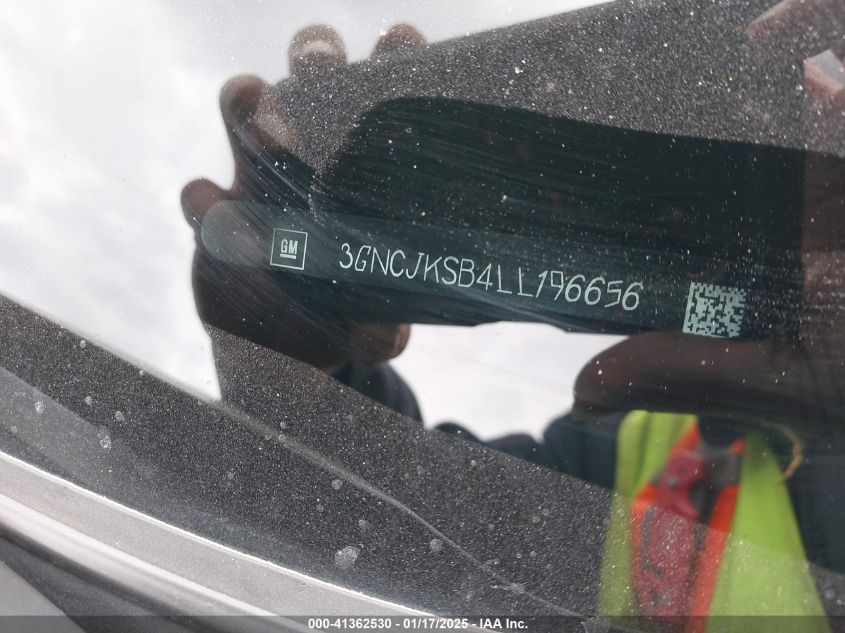 GM
3GNCJKSB4LL196656
000-41362530 - 01/17/2025 - IAA Inc.